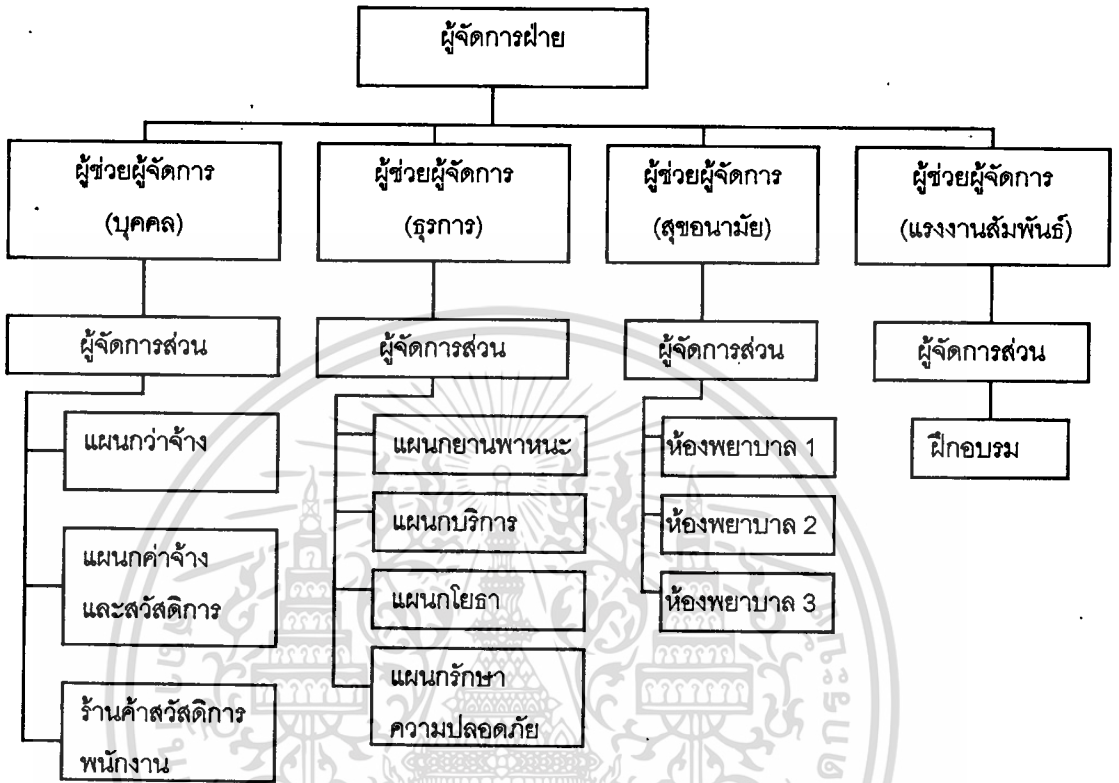 ผู้จัดการฝ่าย
ผู้ช่วยผู้จัดการ
(บุคคล)
ผู้ช่วยผู้จัดการ
(ธุรการ)
ผู้ช่วยผู้จัดการ
(สุขอนามัย)
ผู้ช่วยผู้จัดการ
(แรงงานสัมพันธ์)
ผู้จัดการส่วน
ผู้จัดการส่วน
ผู้จัดการส่วน
ผู้จัดการส่วน
แผนกว่าจ้าง
แผนกค่าจ้าง
และสวัสดิการ
ร้านค้าสวัสดิการ
พนักงาน
แผนกยานพาหนะ
แผนกบริการ
แผนกโยธา
แผนกรักษา
ความปลอดภัย
ห้องพยาบาล 1
ห้องพยาบาล 2
ห้องพยาบาล 3
ฝึกอบรม